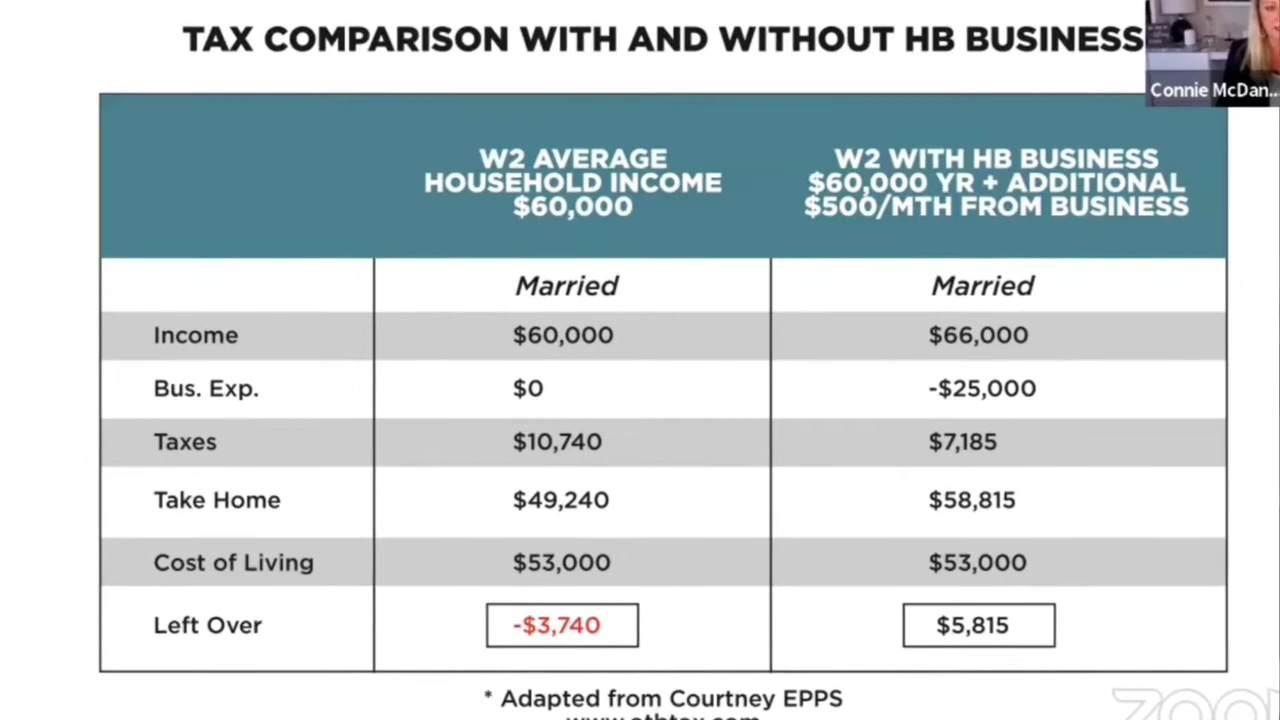 TAX COMPARISON WITH AND WITHOUT HB BUSINESS
Connie McDan...
W2 AVERAGE
HOUSEHOLD INCOME
$60,000
W2 WITH HB BUSINESS
$60,000 YR + ADDITIONAL
$500/MTH FROM BUSINESS
Married Married
Income $60,000 $66,000
Bus. Exp. $0 -$25,000
Taxes $10,740 $7,185
Take Home $49,240 $58,815
Cost of Living $53,000 $53,000
Left Over -$3,740 $5,815
* Adapted from Courtney EPPS
zoom